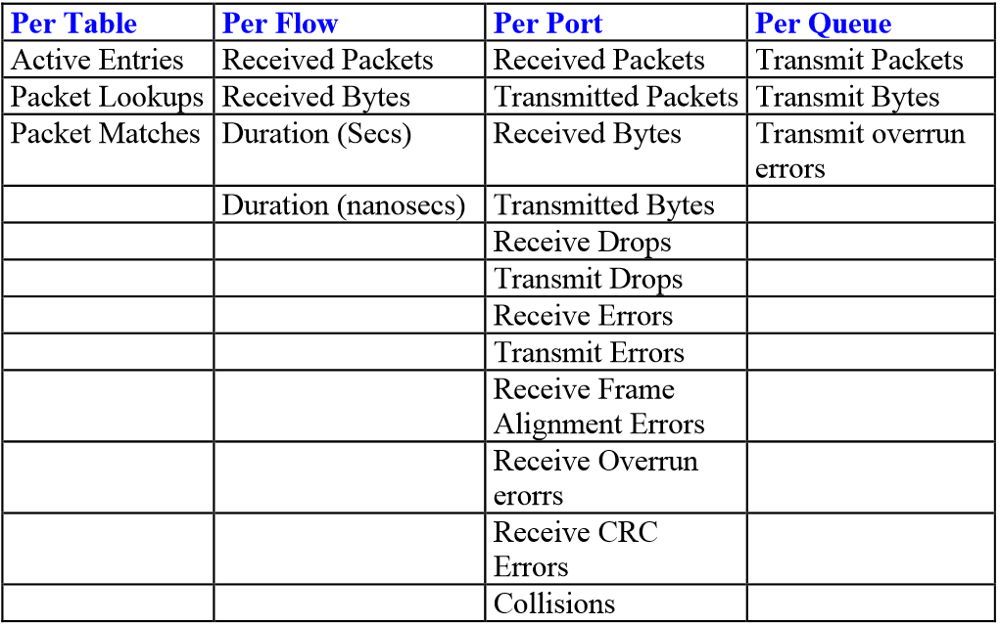 Per Table Per Flow Per Port Per Queue
Active Entries Received Packets Received Packets Transmit Packets
Packet Lookups Received Bytes Transmitted Packets Transmit Bytes
Packet Matches Duration (Secs) Received Bytes Transmit overrun
errors
Duration (nanosecs) Transmitted Bytes
Receive Drops
Transmit Drops
Receive Errors
Transmit Errors
Receive Frame
Alignment Errors
Receive Overrun
erorrs
Receive CRC
Errors
Collisions